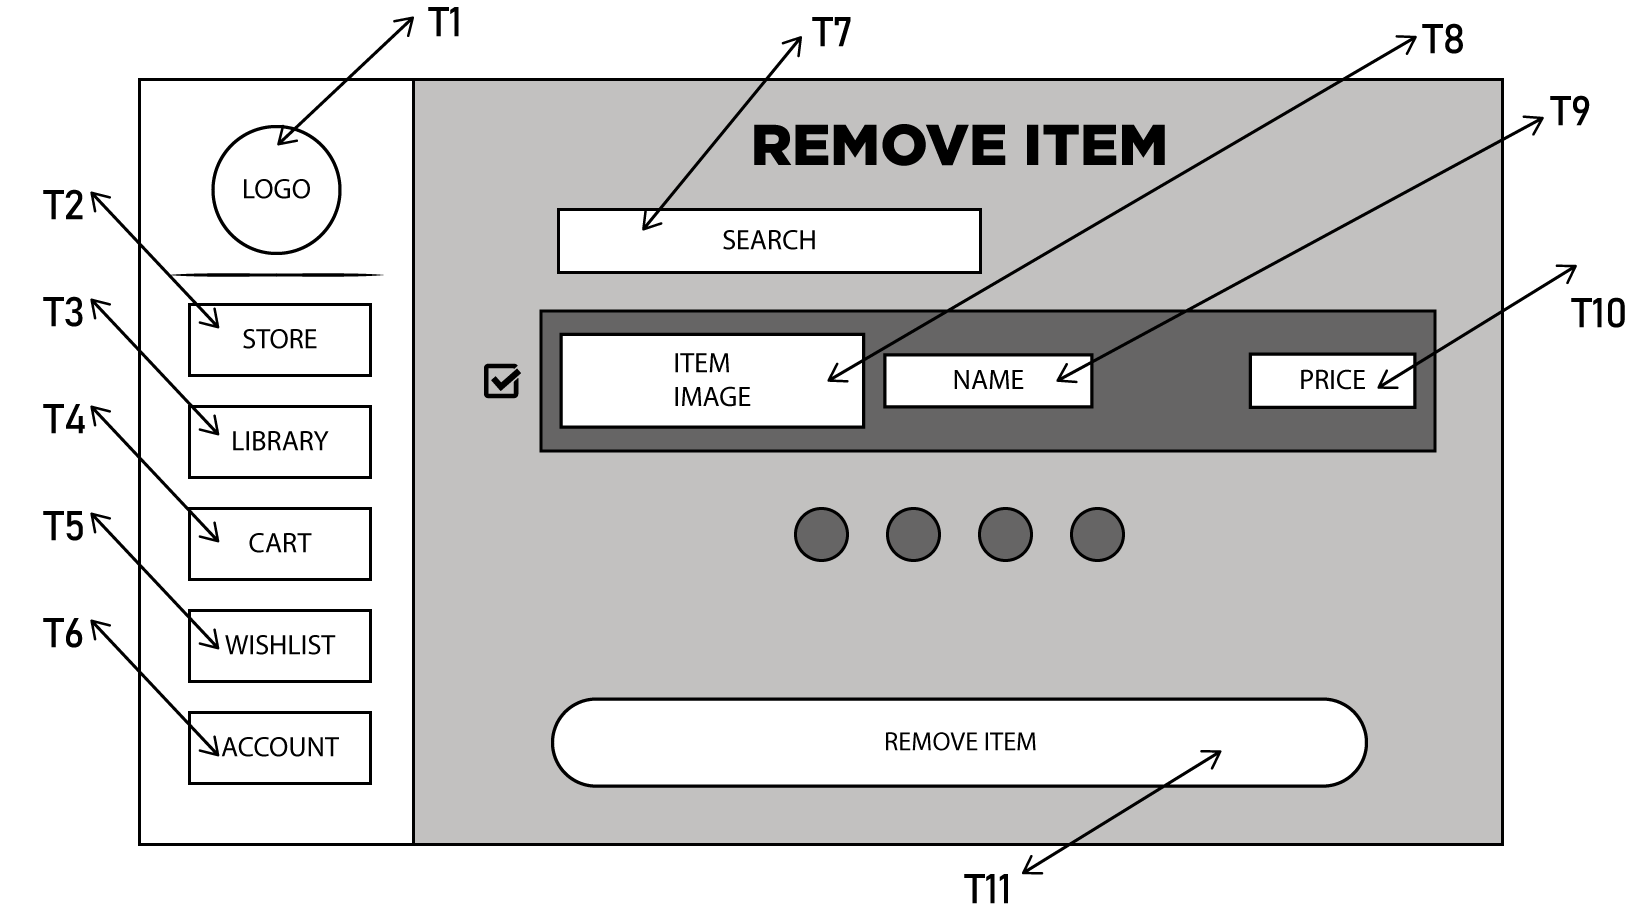 T1
T7
T8
T9
REMOVE ITEM
LOGO
T2
SEARCH
T3
STORE
T10
ITEM
IMAGE
NAME
PRICE
T4
LIBRARY
T5
CART
T6
WISHLIST
ACCOUNT
REMOVE ITEM
T11